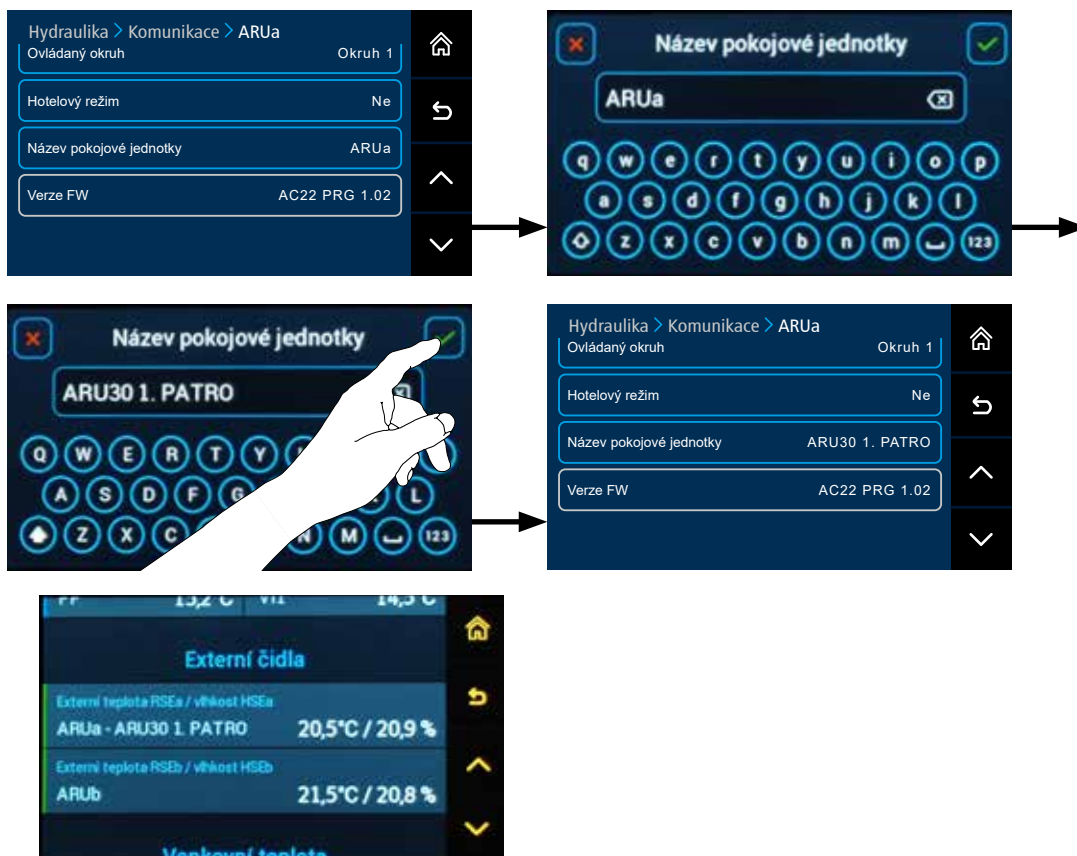 Hydraulika > Komunikace > ARUa
Ovládaný okruh Okruh 1
Hotelový režim Ne
Název pokojové jednotky ARUa
Verze FW AC22 PRG 1.02
Název pokojové jednotky
ARUa
q w e r t y u i o p
a s d f g h j k l
z x c v b n m 123
Název pokojové jednotky
ARU30 1. PATRO
Q W E R T Y
A S D F G L
Z X C N M 123
Hydraulika > Komunikace > ARUa
Ovládaný okruh Okruh 1
Hotelový režim Ne
Název pokojové jednotky ARU30 1. PATRO
Verze FW AC22 PRG 1.02
Externí čidla
Externí teplota RSEa / vlhkost HSEa
ARUa - ARU30 1. PATRO 20,5°C / 20,9 %
Externí teplota RSEb / vlhkost HSEb
ARUb 21,5°C / 20,8 %
Venkovní teplota